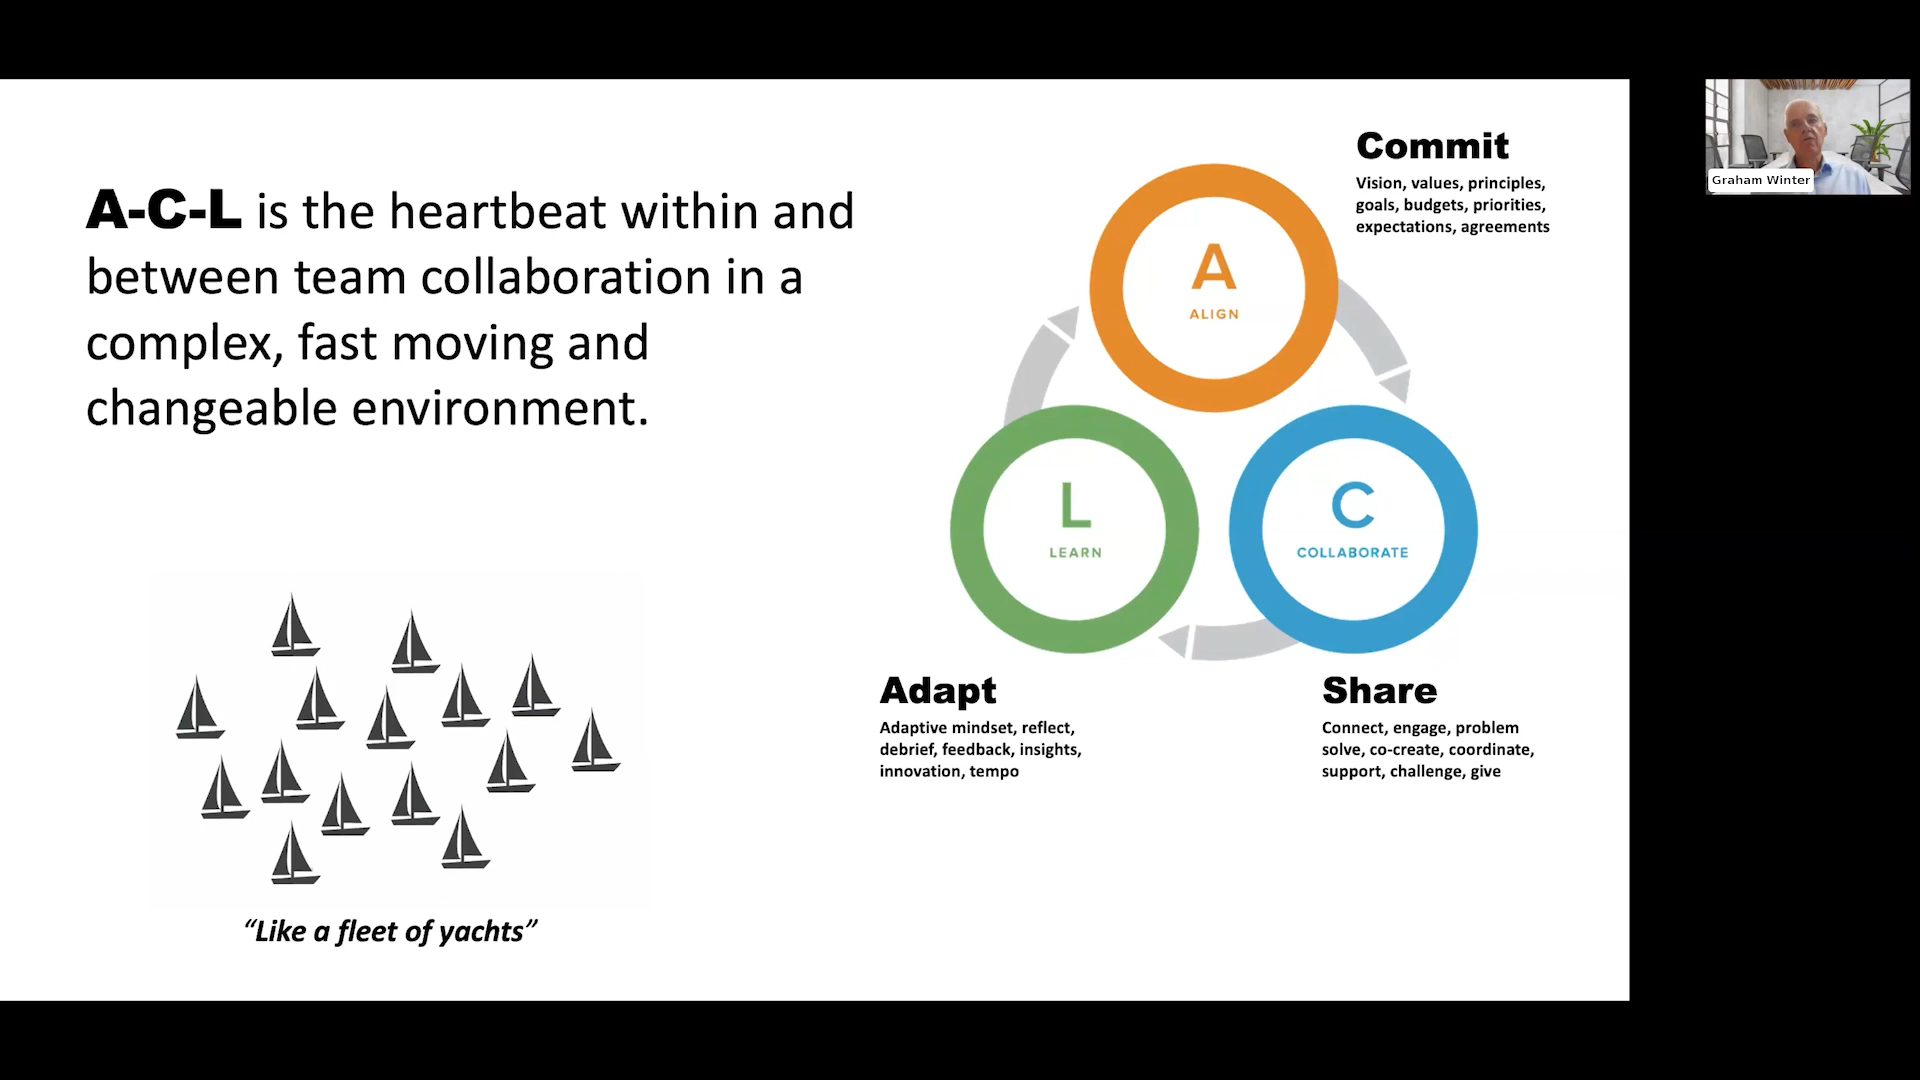 A-C-L is the heartbeat within and
between team collaboration in a
complex, fast moving and
changeable environment.
"Like a fleet of yachts"
Commit
Vision, values, principles,
goals, budgets, priorities,
expectations, agreements
A
ALIGN
L
LEARN
C
COLLABORATE
Adapt
Adaptive mindset, reflect,
debrief, feedback, insights,
innovation, tempo
Share
Connect, engage, problem
solve, co-create, coordinate,
support, challenge, give
Graham Winter